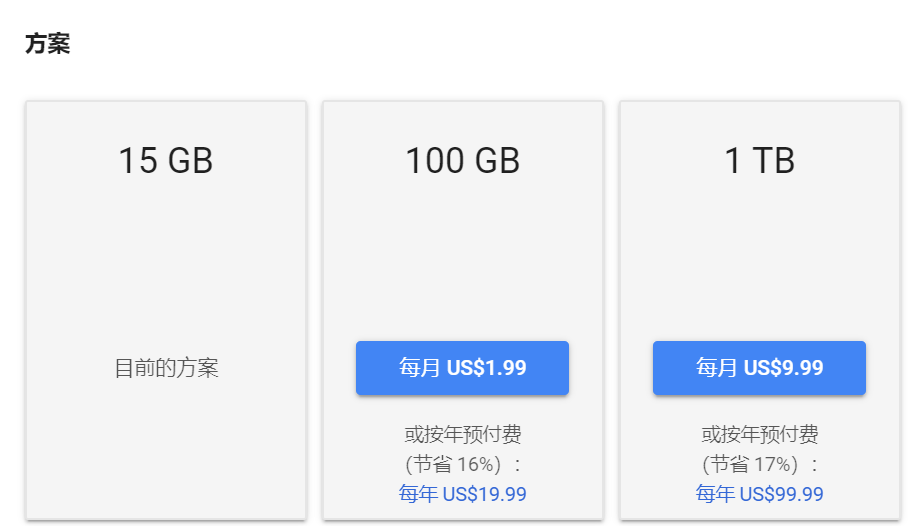 方案
15 GB
目前的方案
100 GB
每月 US$1.99
或按年预付费
（节省 16%）：
每年 US$19.99
1 TB
每月 US$9.99
或按年预付费
（节省 17%）：
每年 US$99.99